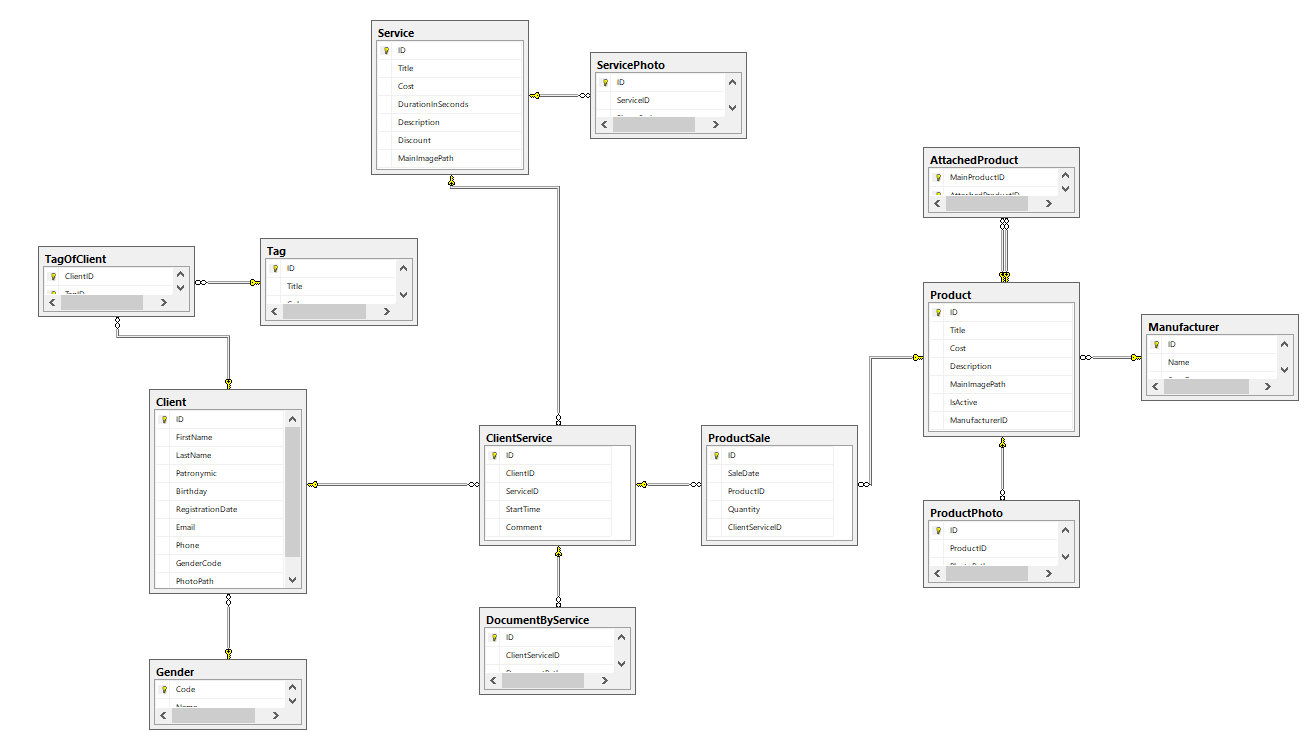 Service
ID
Title
Cost
DurationInSeconds
Description
Discount
MainImagePath
ServicePhoto
ID
ServiceID
AttachedProduct
MainProductID
TagOfClient
ClientID
Tag
ID
Title
Product
ID
Title
Cost
Description
MainImagePath
IsActive
ManufacturerID
Manufacturer
ID
Name
Client
ID
FirstName
LastName
Patronymic
Birthday
RegistrationDate
Email
Phone
GenderCode
PhotoPath
ClientService
ID
ClientID
ServiceID
StartTime
Comment
ProductSale
ID
SaleDate
ProductID
Quantity
ClientServiceID
ProductPhoto
ID
ProductID
DocumentByService
ID
ClientServiceID
Gender
Code